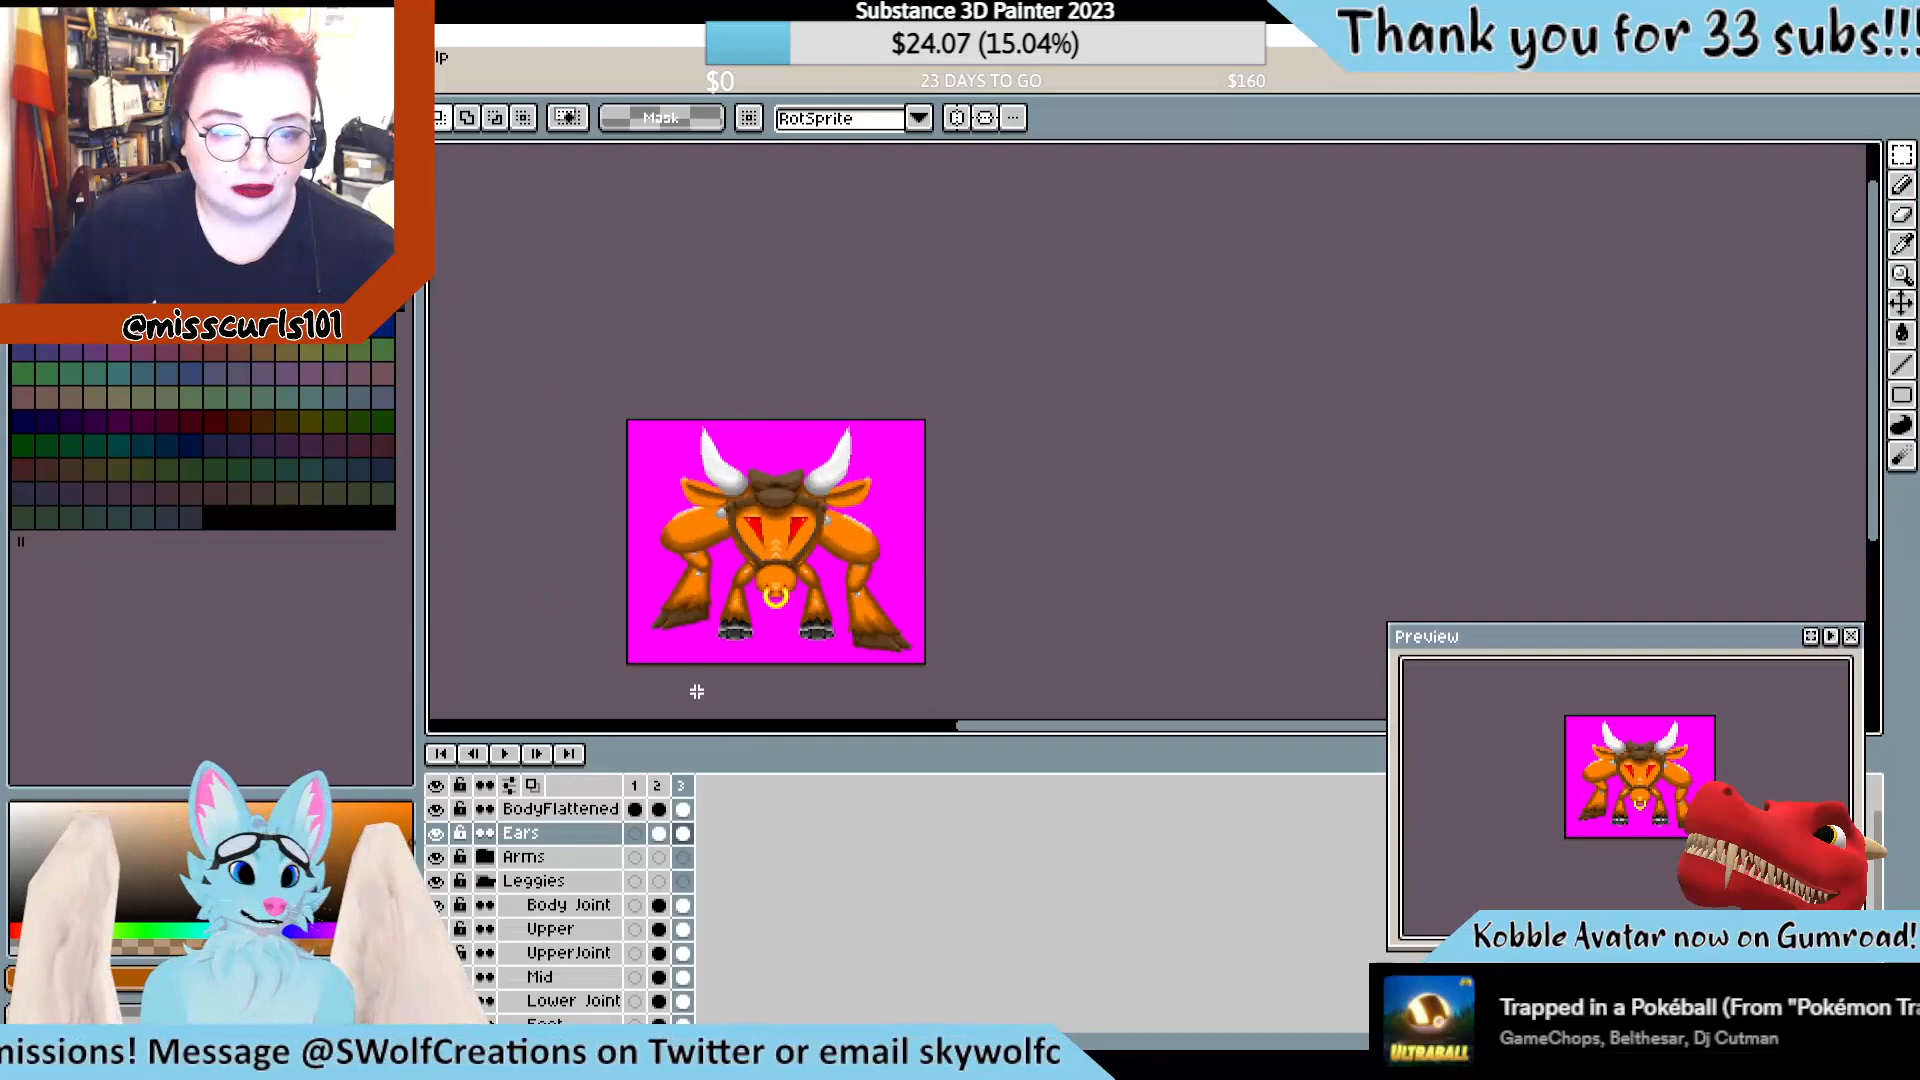 Substance 3D Painter 2023
$24.07 (15.04%)
$0
23 DAYS TO GO
$160
Thank you for 33 subs!!!
lp
Mask
RotSprite
@misscurls101
Preview
1 2 3
BodyFlattened
Ears
Arms
Leggies
Body Joint
Upper
UpperJoint
Mid
Lower Joint
Kobble Avatar now on Gumroad!
Trapped in a Pokéball (From "Pokémon Tra
GameChops, Belthesar, Dj Cutman
ULTRABALL
missions! Message @SWolfCreations on Twitter or email skywolfc